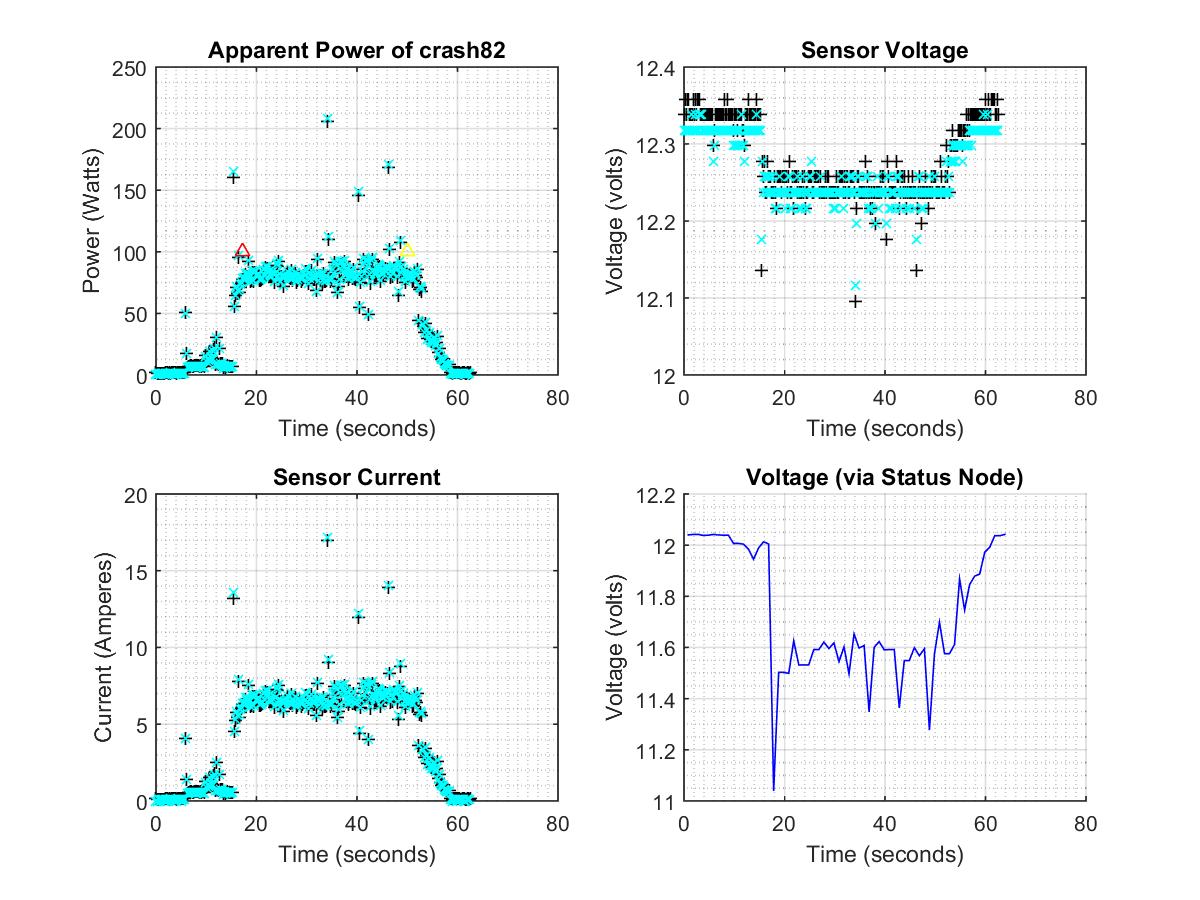 Apparent Power of crash82
250
200
150
100
50
0
Power (Watts)
0 20 40 60 80
Time (seconds)
Sensor Voltage
12.4
12.3
12.2
12.1
12
Voltage (volts)
0 20 40 60 80
Time (seconds)
Sensor Current
20
15
10
5
0
Current (Amperes)
0 20 40 60 80
Time (seconds)
Voltage (via Status Node)
12.2
12
11.8
11.6
11.4
11.2
11
Voltage (volts)
0 20 40 60 80
Time (seconds)